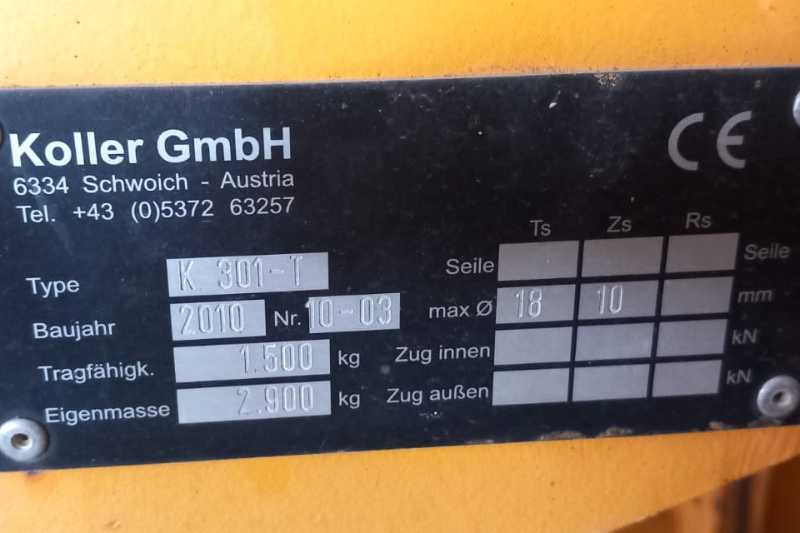 Koller GmbH
6334 Schwoich - Austria
Tel. +43 (0)5372 63257
CE
Type K 301-T
Baujahr 2010 Nr. 10-03
Tragfähigk. 1.500 kg
Eigenmasse 2.900 kg
Ts Zs Rs
Seile Seile
max Ø 18 10 mm
Zug innen kN
Zug außen kN